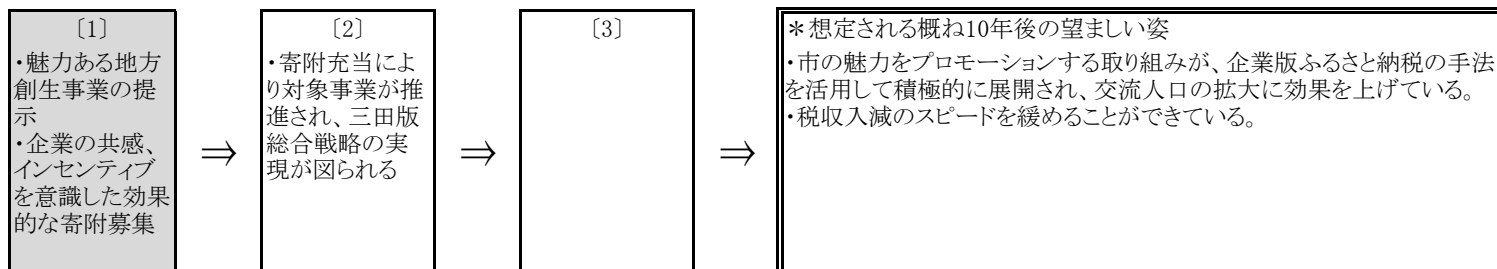 〔1〕
・魅力ある地方
創生事業の提
示
・企業の共感、
インセンティブ
を意識した効果
的な寄附募集
⇒
〔2〕
・寄附充当によ
り対象事業が推
進され、三田版
総合戦略の実
現が図られる
⇒
〔3〕
⇒
＊想定される概ね10年後の望ましい姿
・市の魅力をプロモーションする取り組みが、企業版ふるさと納税の手法
を活用して積極的に展開され、交流人口の拡大に効果を上げている。
・税収入減のスピードを緩めることができている。